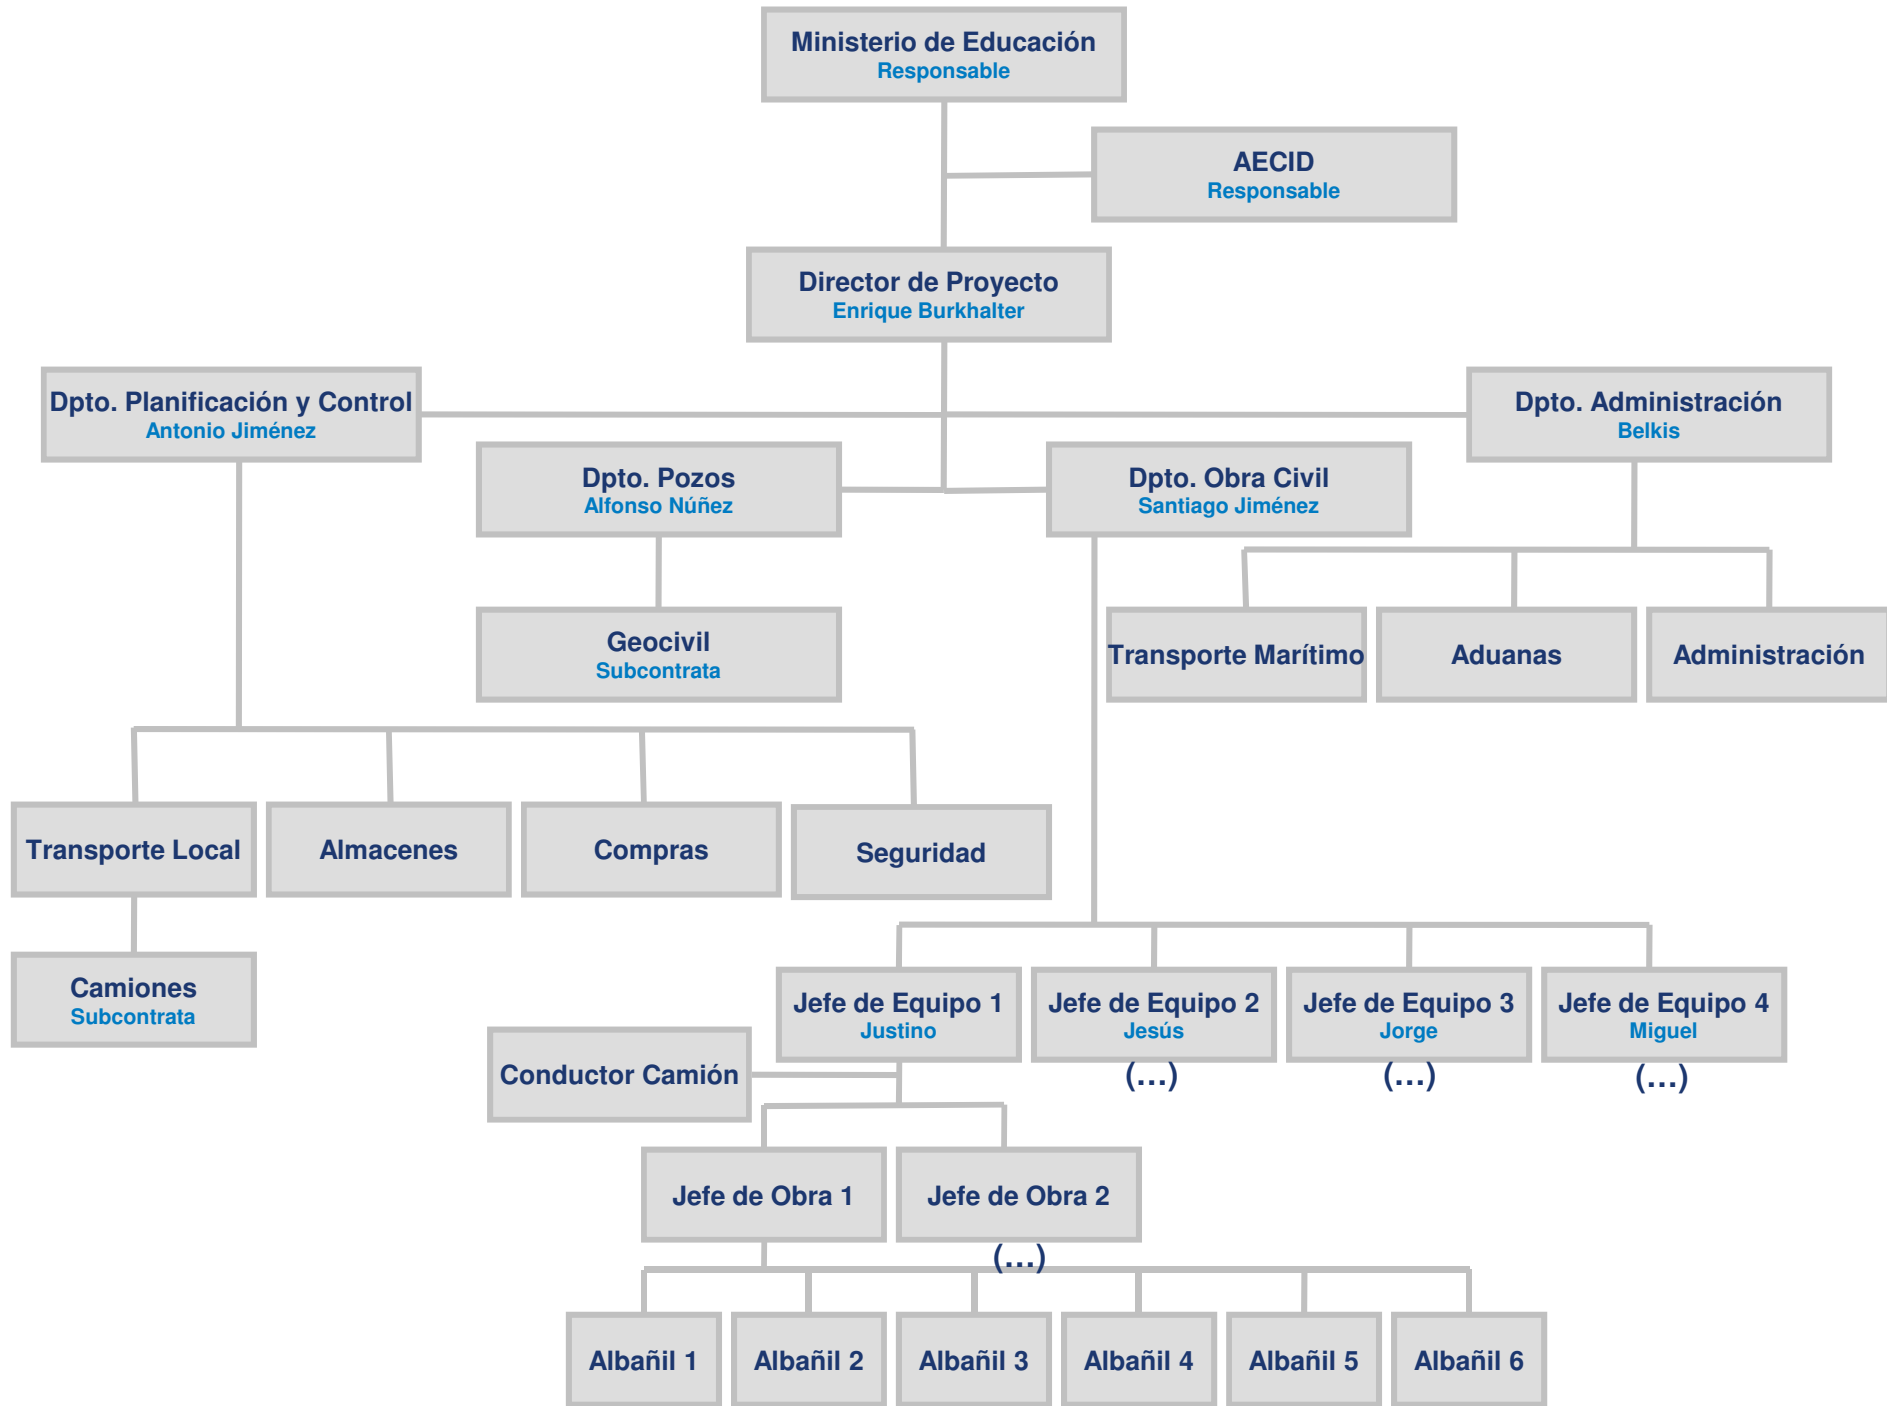 Ministerio de Educación
Responsable
AECID
Responsable
Director de Proyecto
Enrique Burkhalter
Dpto. Planificación y Control
Antonio Jiménez
Dpto. Administración
Belkis
Dpto. Pozos
Alfonso Núñez
Dpto. Obra Civil
Santiago Jiménez
Geocivil
Subcontrata
Transporte Marítimo
Aduanas
Administración
Transporte Local
Almacenes
Compras
Seguridad
Camiones
Subcontrata
Jefe de Equipo 1
Justino
Jefe de Equipo 2
Jesús
(...)
Jefe de Equipo 3
Jorge
(...)
Jefe de Equipo 4
Miguel
(...)
Conductor Camión
Jefe de Obra 1
Jefe de Obra 2
(...)
Albañil 1
Albañil 2
Albañil 3
Albañil 4
Albañil 5
Albañil 6